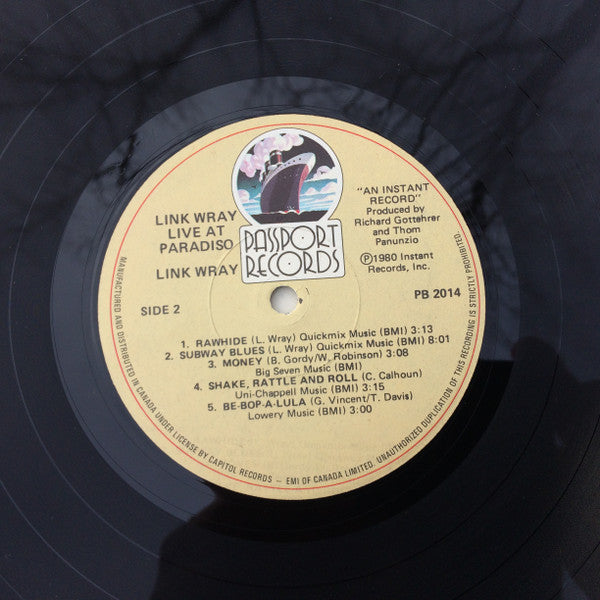 LINK WRAY
LIVE AT
PARADISO
LINK WRAY
SIDE 2
PASSPORT
RECORDS
"AN INSTANT
RECORD"
Produced by
Richard Gottehrer
and Thom
Panunzio
Ⓟ1980 Instant
Records, Inc.
PB 2014
1. RAWHIDE (L. Wray) Quickmix Music (BMI) 3:13
2. SUBWAY BLUES (L. Wray) Quickmix Music (BMI) 8:01
3. MONEY (B. Gordy/W. Robinson) 3:08
Big Seven Music (BMI)
4. SHAKE, RATTLE AND ROLL (C. Calhoun)
Uni-Chappell Music (BMI) 3:15
5. BE-BOP-A-LULA (G. Vincent/T. Davis)
Lowery Music (BMI) 3:00
MANUFACTURED AND DISTRIBUTED IN CANADA UNDER LICENSE BY CAPITOL RECORDS – EMI OF CANADA LIMITED. UNAUTHORIZED DUPLICATION OF THIS RECORDING IS STRICTLY PROHIBITED.